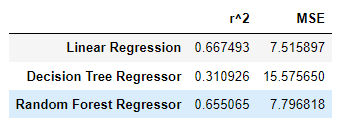 r^2 MSE
Linear Regression 0.667493 7.515897
Decision Tree Regressor 0.310926 15.575650
Random Forest Regressor 0.655065 7.796818